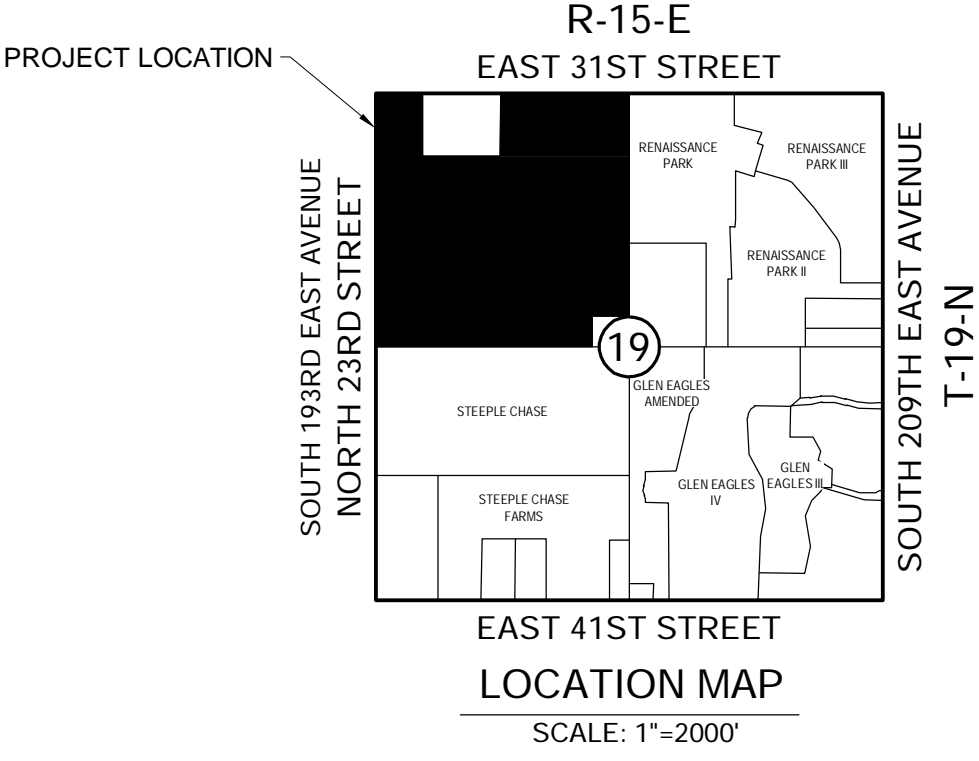 R-15-E
EAST 31ST STREET
PROJECT LOCATION
SOUTH 193RD EAST AVENUE
NORTH 23RD STREET
RENAISSANCE
PARK
RENAISSANCE
PARK III
RENAISSANCE
PARK II
SOUTH 209TH EAST AVENUE
T-19-N
19
STEEPLE CHASE
GLEN EAGLES
AMENDED
STEEPLE CHASE
FARMS
GLEN EAGLES
IV
GLEN
EAGLES III
EAST 41ST STREET
LOCATION MAP
SCALE: 1"=2000'